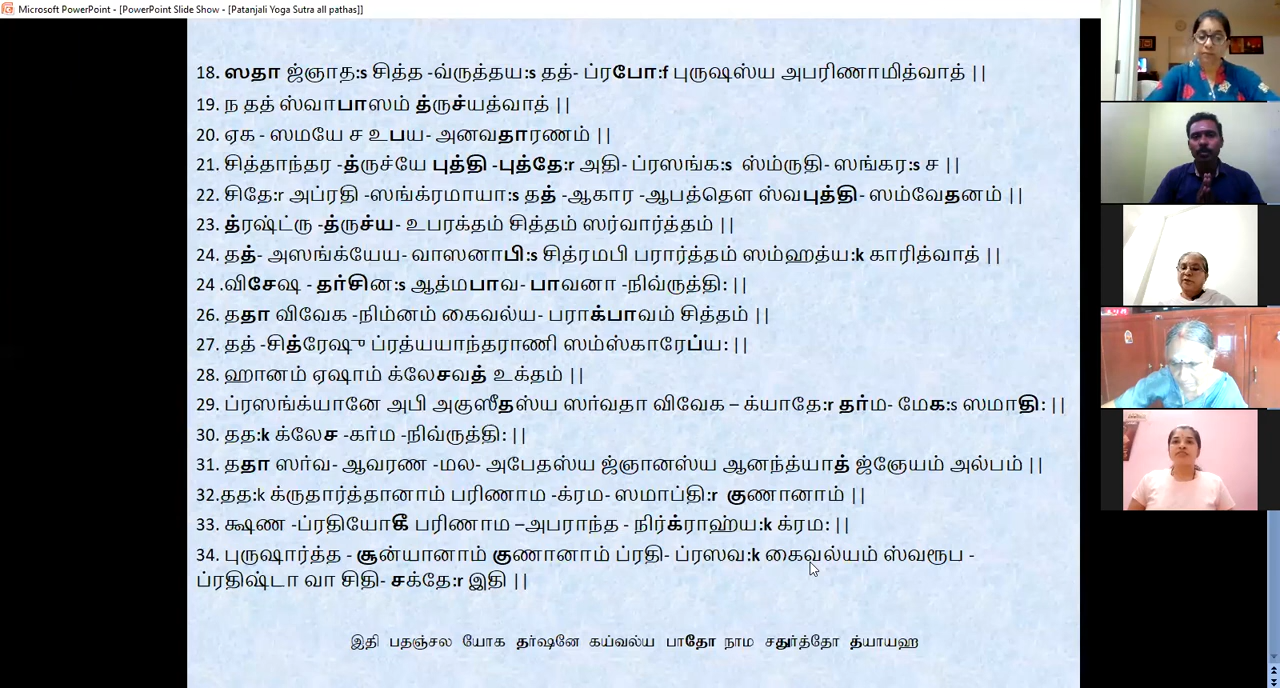 Microsoft PowerPoint - [PowerPoint Slide Show - [Patanjali Yoga Sutra all pathas]]
18. ஸதா ஜ்ஞாத:s சித்த -வ்ருத்தய:s தத்- ப்ரபோ:f புருஷஸ்ய அபரிணாமித்வாத் ||
19. ந தத் ஸ்வாபாஸம் த்ருச்யத்வாத் ||
20. ஏக - ஸமயே ச உபய- அனவதாரணம் ||
21. சித்தாந்தர -த்ருச்யே புத்தி -புத்தே:r அதி- ப்ரஸங்க:s ஸ்ம்ருதி- ஸங்கர:s ச ||
22. சிதே:r அப்ரதி -ஸங்க்ரமாயா:s தத் -ஆகார -ஆபத்தௌ ஸ்வபுத்தி- ஸம்வேதனம் ||
23. த்ரஷ்ட்ரு -த்ருச்ய- உபரக்தம் சித்தம் ஸர்வார்த்தம் ||
24. தத்- அஸங்க்யேய- வாஸனாபி:s சித்ரமபி பரார்த்தம் ஸம்ஹத்ய:k காரித்வாத் ||
24 .விசேஷ - தர்சின:s ஆத்மபாவ- பாவனா -நிவ்ருத்தி: ||
26. ததா விவேக -நிம்னம் கைவல்ய- பராக்பாவம் சித்தம் ||
27. தத் -சித்ரேஷு ப்ரத்யயாந்தராணி ஸம்ஸ்காரேப்ய: ||
28. ஹானம் ஏஷாம் க்லேசவத் உக்தம் ||
29. ப்ரஸங்க்யானே அபி அகுஸீதஸ்ய ஸர்வதா விவேக – க்யாதே:r தர்ம- மேக:s ஸமாதி: ||
30. தத:k க்லேச -கர்ம -நிவருத்தி: ||
31. ததா ஸர்வ- ஆவரண -மல- அபேதஸ்ய ஜ்ஞானஸ்ய ஆனந்த்யாத் ஜ்ஞேயம் அல்பம் ||
32.தத:k க்ருதார்த்தானாம் பரிணாம -க்ரம- ஸமாப்தி:r குணானாம் ||
33. க்ஷண -ப்ரதியோகீ பரிணாம –அபராந்த - நிர்க்ராஹ்ய:k க்ரம: ||
34. புருஷார்த்த - சூன்யானாம் குணானாம் ப்ரதி- ப்ரஸவ:k கைவல்யம் ஸ்வரூப -
ப்ரதிஷ்டா வா சிதி- சக்தே:r இதி ||
இதி பதஞ்சல யோக தர்ஷனே கய்வல்ய பாதோ நாம சதுர்த்தோ த்யாயஹ